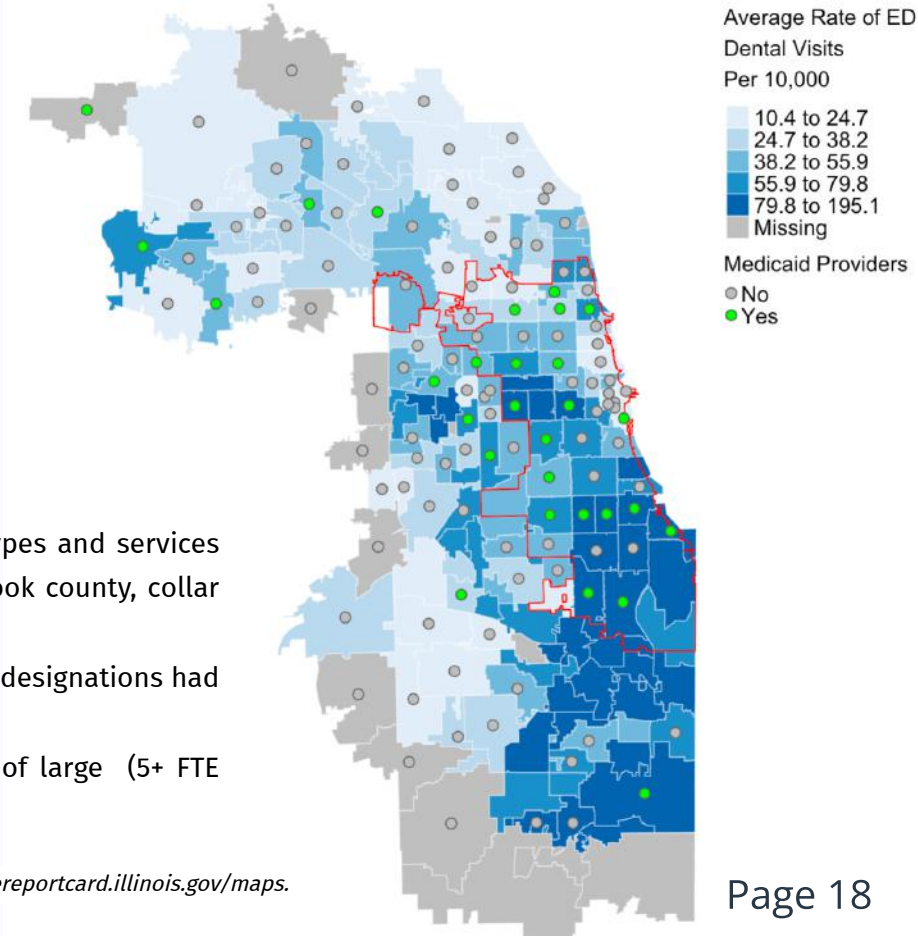 Average Rate of ED
Dental Visits
Per 10,000
10.4 to 24.7
24.7 to 38.2
38.2 to 55.9
55.9 to 79.8
79.8 to 195.1
Missing
Medicaid Providers
No
Yes
ypes and services
ook county, collar
designations had
of large (5+ FTE
reportcard.illinois.gov/maps.
Page 18